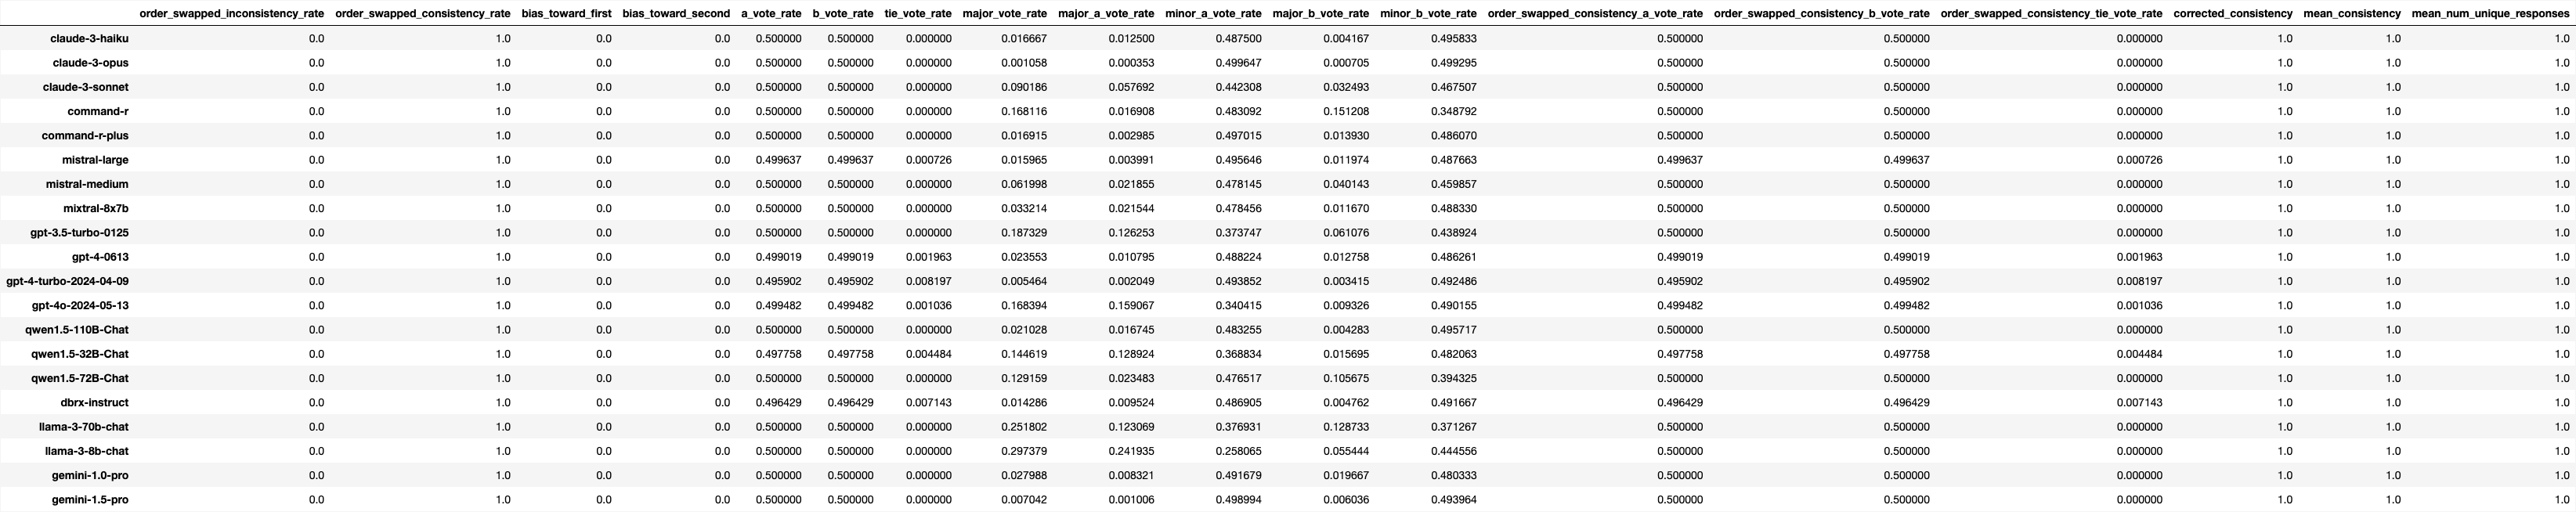 order_swapped_inconsistency_rate order_swapped_consistency_rate bias_toward_first bias_toward_second a_vote_rate b_vote_rate tie_vote_rate major_vote_rate major_a_vote_rate minor_a_vote_rate major_b_vote_rate minor_b_vote_rate order_swapped_consistency_a_vote_rate order_swapped_consistency_b_vote_rate order_swapped_consistency_tie_vote_rate corrected_consistency mean_consistency mean_num_unique_responses
claude-3-haiku 0.0 1.0 0.0 0.0 0.500000 0.500000 0.000000 0.016667 0.012500 0.487500 0.004167 0.495833 0.500000 0.500000 0.000000 1.0 1.0 1.0
claude-3-opus 0.0 1.0 0.0 0.0 0.500000 0.500000 0.000000 0.001058 0.000353 0.499647 0.000705 0.499295 0.500000 0.500000 0.000000 1.0 1.0 1.0
claude-3-sonnet 0.0 1.0 0.0 0.0 0.500000 0.500000 0.000000 0.090186 0.057692 0.442308 0.032493 0.467507 0.500000 0.500000 0.000000 1.0 1.0 1.0
command-r 0.0 1.0 0.0 0.0 0.500000 0.500000 0.000000 0.168116 0.016908 0.483092 0.151208 0.348792 0.500000 0.500000 0.000000 1.0 1.0 1.0
command-r-plus 0.0 1.0 0.0 0.0 0.500000 0.500000 0.000000 0.016915 0.002985 0.497015 0.013930 0.486070 0.500000 0.500000 0.000000 1.0 1.0 1.0
mistral-large 0.0 1.0 0.0 0.0 0.499637 0.499637 0.000726 0.015965 0.003991 0.495646 0.011974 0.487663 0.499637 0.499637 0.000726 1.0 1.0 1.0
mistral-medium 0.0 1.0 0.0 0.0 0.500000 0.500000 0.000000 0.061998 0.021855 0.478145 0.040143 0.459857 0.500000 0.500000 0.000000 1.0 1.0 1.0
mixtral-8x7b 0.0 1.0 0.0 0.0 0.500000 0.500000 0.000000 0.033214 0.021544 0.478456 0.011670 0.488330 0.500000 0.500000 0.000000 1.0 1.0 1.0
gpt-3.5-turbo-0125 0.0 1.0 0.0 0.0 0.500000 0.500000 0.000000 0.187329 0.126253 0.373747 0.061076 0.438924 0.500000 0.500000 0.000000 1.0 1.0 1.0
gpt-4-0613 0.0 1.0 0.0 0.0 0.499019 0.499019 0.001963 0.023553 0.010795 0.488224 0.012758 0.486261 0.499019 0.499019 0.001963 1.0 1.0 1.0
gpt-4-turbo-2024-04-09 0.0 1.0 0.0 0.0 0.495902 0.495902 0.008197 0.005464 0.002049 0.493852 0.003415 0.492486 0.495902 0.495902 0.008197 1.0 1.0 1.0
gpt-4o-2024-05-13 0.0 1.0 0.0 0.0 0.499482 0.499482 0.001036 0.168394 0.159067 0.340415 0.009326 0.490155 0.499482 0.499482 0.001036 1.0 1.0 1.0
qwen1.5-110B-Chat 0.0 1.0 0.0 0.0 0.500000 0.500000 0.000000 0.021028 0.016745 0.483255 0.004283 0.495717 0.500000 0.500000 0.000000 1.0 1.0 1.0
qwen1.5-32B-Chat 0.0 1.0 0.0 0.0 0.497758 0.497758 0.004484 0.144619 0.128924 0.368834 0.015695 0.482063 0.497758 0.497758 0.004484 1.0 1.0 1.0
qwen1.5-72B-Chat 0.0 1.0 0.0 0.0 0.500000 0.500000 0.000000 0.129159 0.023483 0.476517 0.105675 0.394325 0.500000 0.500000 0.000000 1.0 1.0 1.0
dbrx-instruct 0.0 1.0 0.0 0.0 0.496429 0.496429 0.007143 0.014286 0.009524 0.486905 0.004762 0.491667 0.496429 0.496429 0.007143 1.0 1.0 1.0
llama-3-70b-chat 0.0 1.0 0.0 0.0 0.500000 0.500000 0.000000 0.251802 0.123069 0.376931 0.128733 0.371267 0.500000 0.500000 0.000000 1.0 1.0 1.0
llama-3-8b-chat 0.0 1.0 0.0 0.0 0.500000 0.500000 0.000000 0.297379 0.241935 0.258065 0.055444 0.444556 0.500000 0.500000 0.000000 1.0 1.0 1.0
gemini-1.0-pro 0.0 1.0 0.0 0.0 0.500000 0.500000 0.000000 0.027988 0.008321 0.491679 0.019667 0.480333 0.500000 0.500000 0.000000 1.0 1.0 1.0
gemini-1.5-pro 0.0 1.0 0.0 0.0 0.500000 0.500000 0.000000 0.007042 0.001006 0.498994 0.006036 0.493964 0.500000 0.500000 0.000000 1.0 1.0 1.0